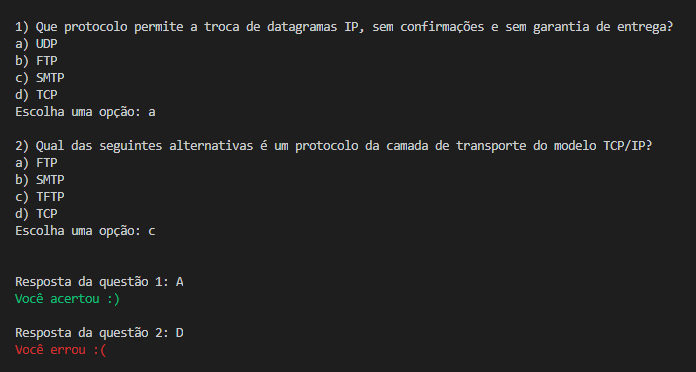 1) Que protocolo permite a troca de datagramas IP, sem confirmações e sem garantia de entrega?
a) UDP
b) FTP
c) SMTP
d) TCP
Escolha uma opção: a
2) Qual das seguintes alternativas é um protocolo da camada de transporte do modelo TCP/IP?
a) FTP
b) SMTP
c) TFTP
d) TCP
Escolha uma opção: c
Resposta da questão 1: A
Você acertou :)
Resposta da questão 2: D
Você errou :(